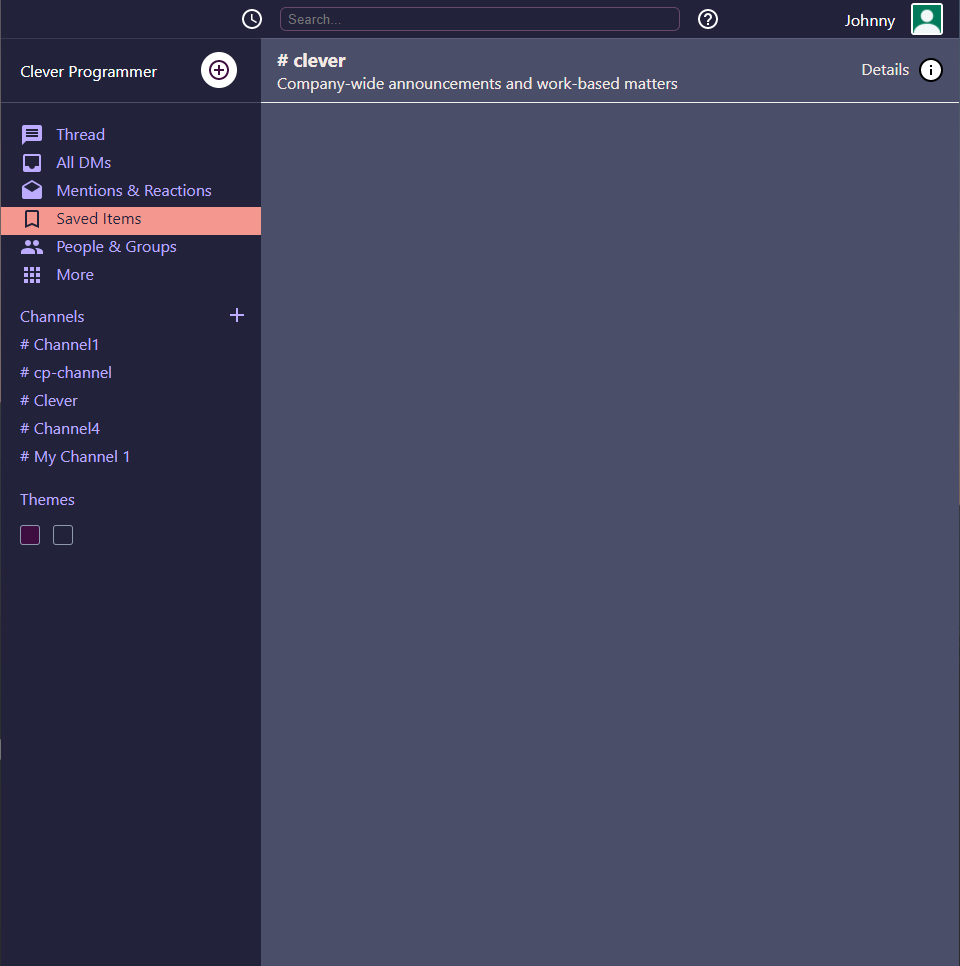 Search...
Johnny
Clever Programmer
# clever
Company-wide announcements and work-based matters
Details
Thread
All DMs
Mentions & Reactions
Saved Items
People & Groups
More
Channels
# Channel1
# cp-channel
# Clever
# Channel4
# My Channel 1
Themes